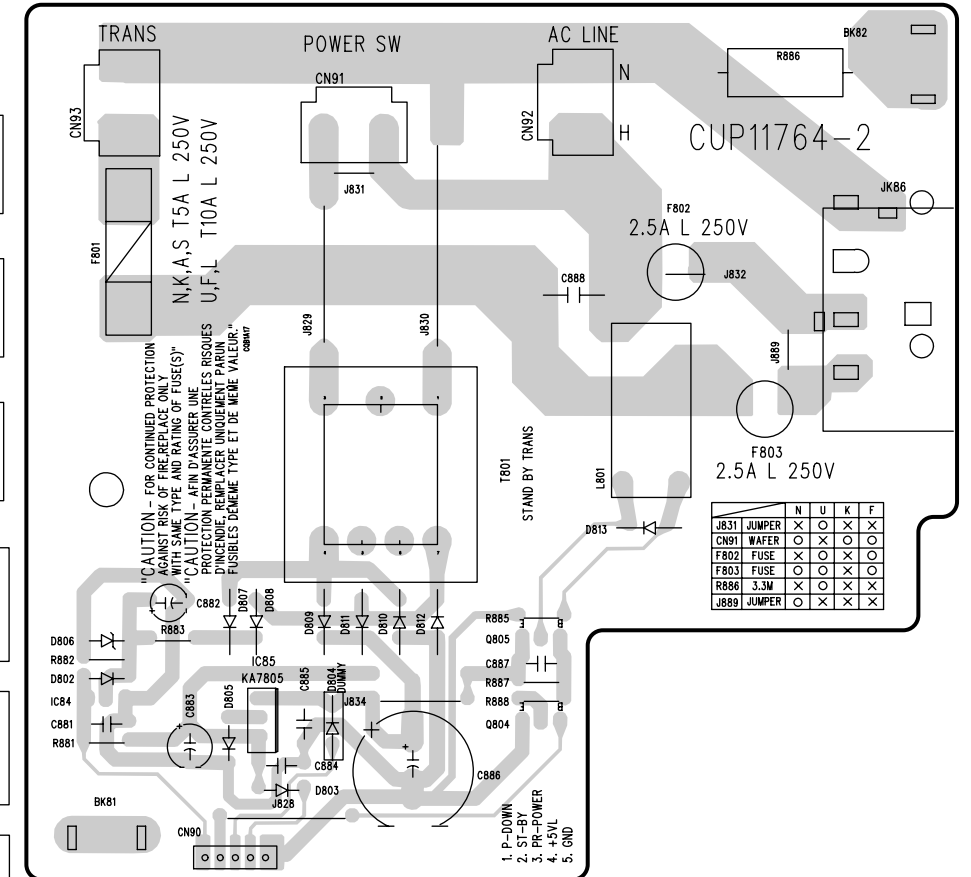 TRANS
POWER SW
AC LINE
BK82
R886
CN91
N
CN93
CN92
H
CUP11764-2
J831
JK86
N,K,A,S T5A L 250V
U,F,L T10A L 250V
F802
2.5A L 250V
F801
J832
C888
J829
J830
J889
"CAUTION - FOR CONTINUED PROTECTION
AGAINST RISK OF FIRE,REPLACE ONLY
WITH SAME TYPE AND RATING OF FUSE(S)"
"CAUTION - AFIN D'ASSURER UNE
PROTECTION PERMANENTE CONTRELES RISQUES
D'INCENDIE, REMPLACER UNIQUEMENT PARUN
FUSIBLES DEMEME TYPE ET DE MEME VALEUR."
F803
2.5A L 250V
T801
STAND BY TRANS
L801
D813
N U K F
J831 JUMPER X O X X
CN91 WAFER O X O O
F802 FUSE X O X O
F803 FUSE O O X O
R886 3.3M X O X X
J889 JUMPER O X X X
C882
D807
D808
D809
D811
D810
D812
R885
R883
D806
Q805
R882
IC85
C887
D802
KA7805
C885
D804
DUMMY
R887
IC84
D805
C883
J834
R888
C881
Q804
R881
C884
C886
D803
J828
BK81
CN90
1. P-DOWN
2. ST-BY
3. PR-POWER
4. +5VL
5. GND